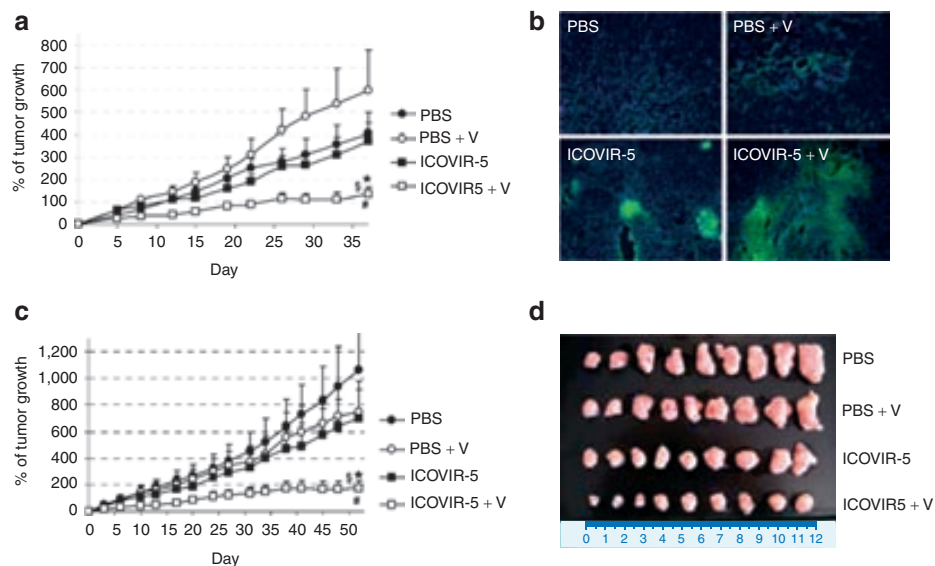 a
% of tumor growth
800
700
600
500
400
300
200
100
0
0 5 10 15 20 25 30 35
Day
§ *
#
PBS
PBS + V
ICOVIR-5
ICOVIR5 + V
b
PBS
PBS + V
ICOVIR-5
ICOVIR-5 + V
c
% of tumor growth
1,200
1,000
800
600
400
200
0
0 5 10 15 20 25 30 35 40 45 50
Day
§ *
#
PBS
PBS + V
ICOVIR-5
ICOVIR-5 + V
d
PBS
PBS + V
ICOVIR-5
ICOVIR5 + V
0 1 2 3 4 5 6 7 8 9 10 11 12